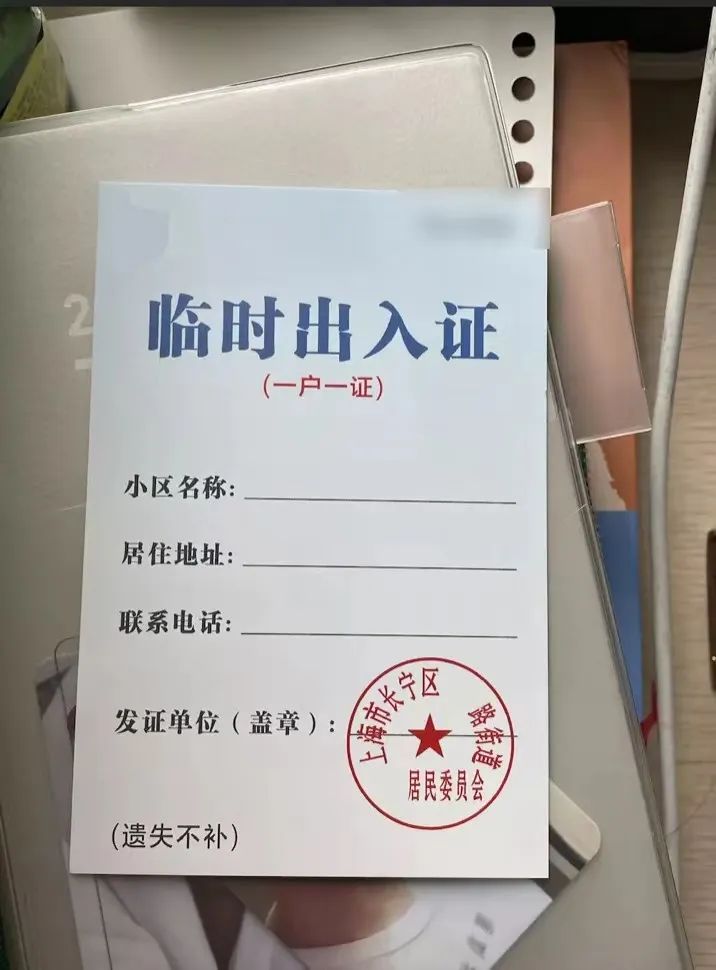 临时出入证
(一户一证)
小区名称:
居住地址:
联系电话:
发证单位(盖章):
上海市长宁区 路街道
居民委员会
(遗失不补)
2